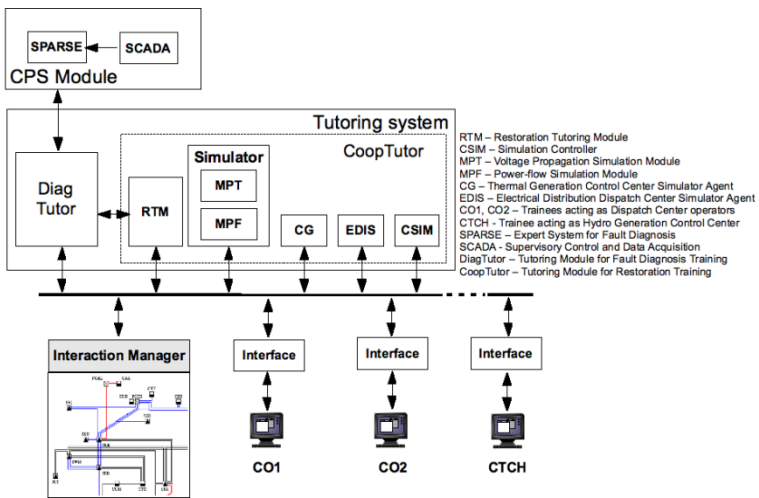 SPARSE
SCADA
CPS Module
Tutoring system
CoopTutor
Diag
Tutor
RTM
Simulator
MPT
MPF
CG
EDIS
CSIM
RTM – Restoration Tutoring Module
CSIM – Simulation Controller
MPT – Voltage Propagation Simulation Module
MPF – Power-flow Simulation Module
CG – Thermal Generation Control Center Simulator Agent
EDIS – Electrical Distribution Dispatch Center Simulator Agent
CO1, CO2 – Trainees acting as Dispatch Center operators
CTCH - Trainee acting as Hydro Generation Control Center
SPARSE – Expert System for Fault Diagnosis
SCADA - Supervisory Control and Data Acquisition
DiagTutor – Tutoring Module for Fault Diagnosis Training
CoopTutor – Tutoring Module for Restoration Training
Interaction Manager
Interface
Interface
Interface
CO1
CO2
CTCH